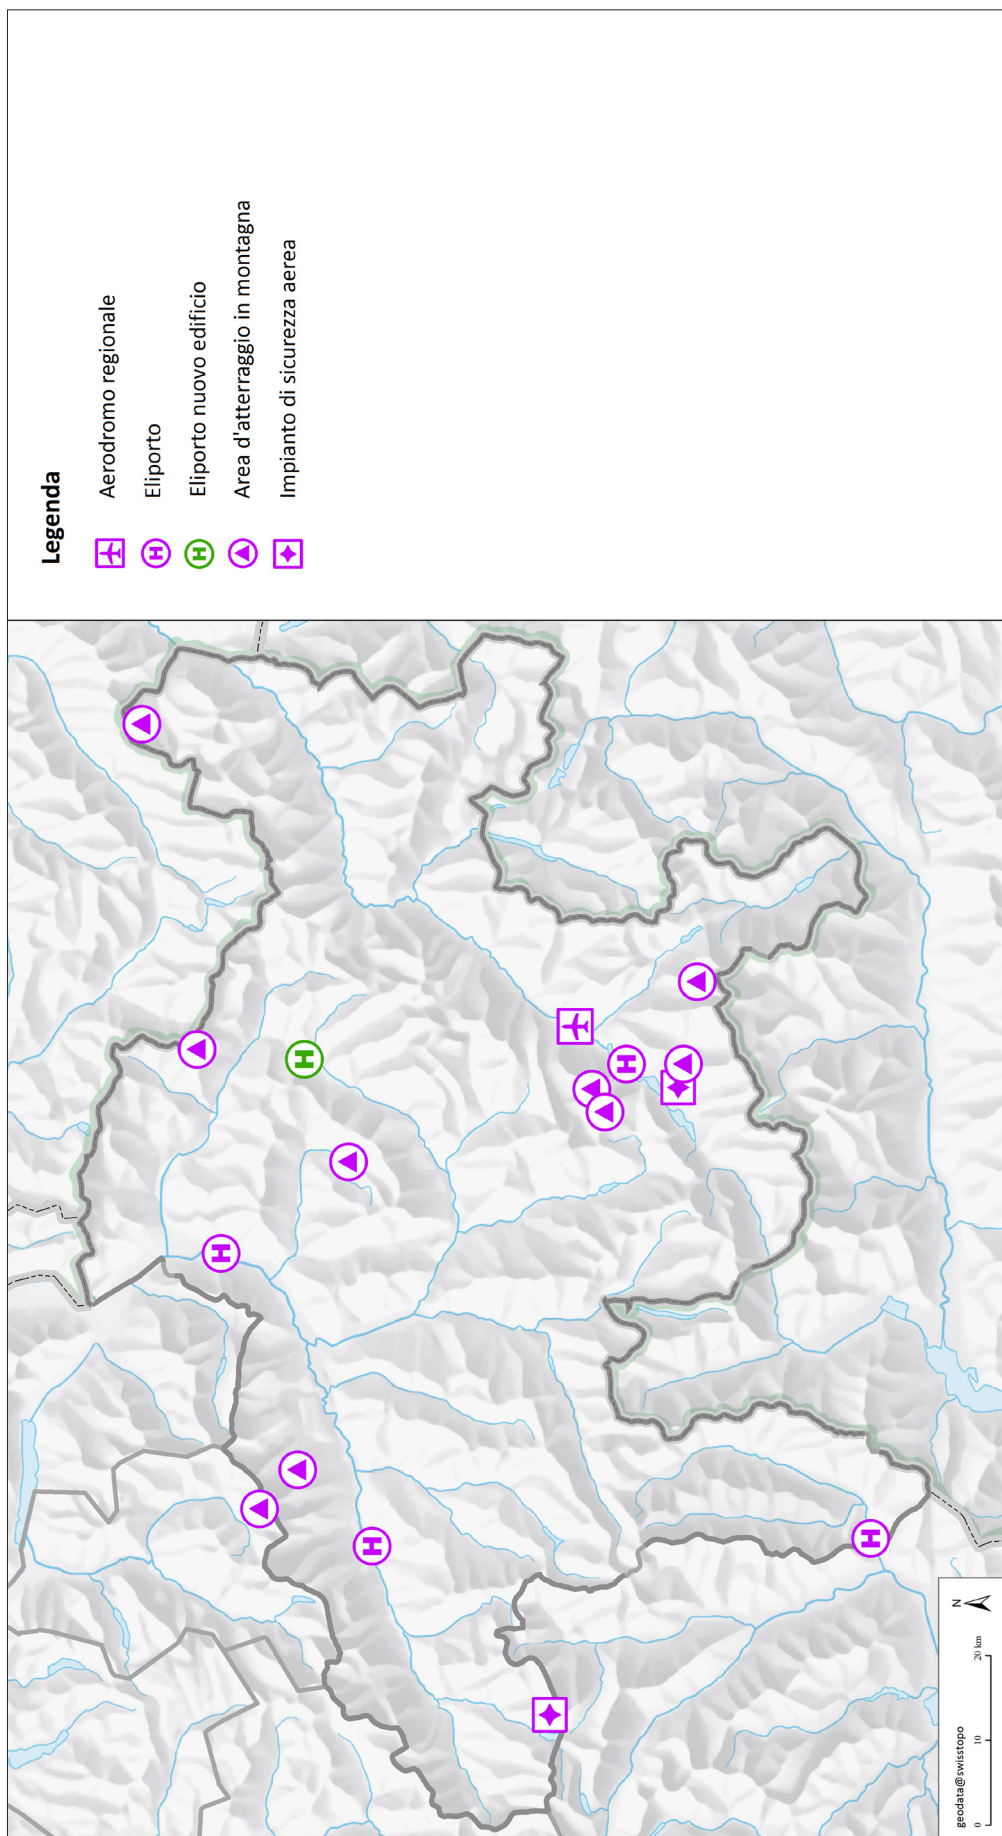 Legenda
Aerodromo regionale
Eliporto
Eliporto nuovo edificio
Area d'atterraggio in montagna
Impianto di sicurezza aerea
H
H
H
H
H
H
H
geodata@swisstopo
N
0 10 20 km